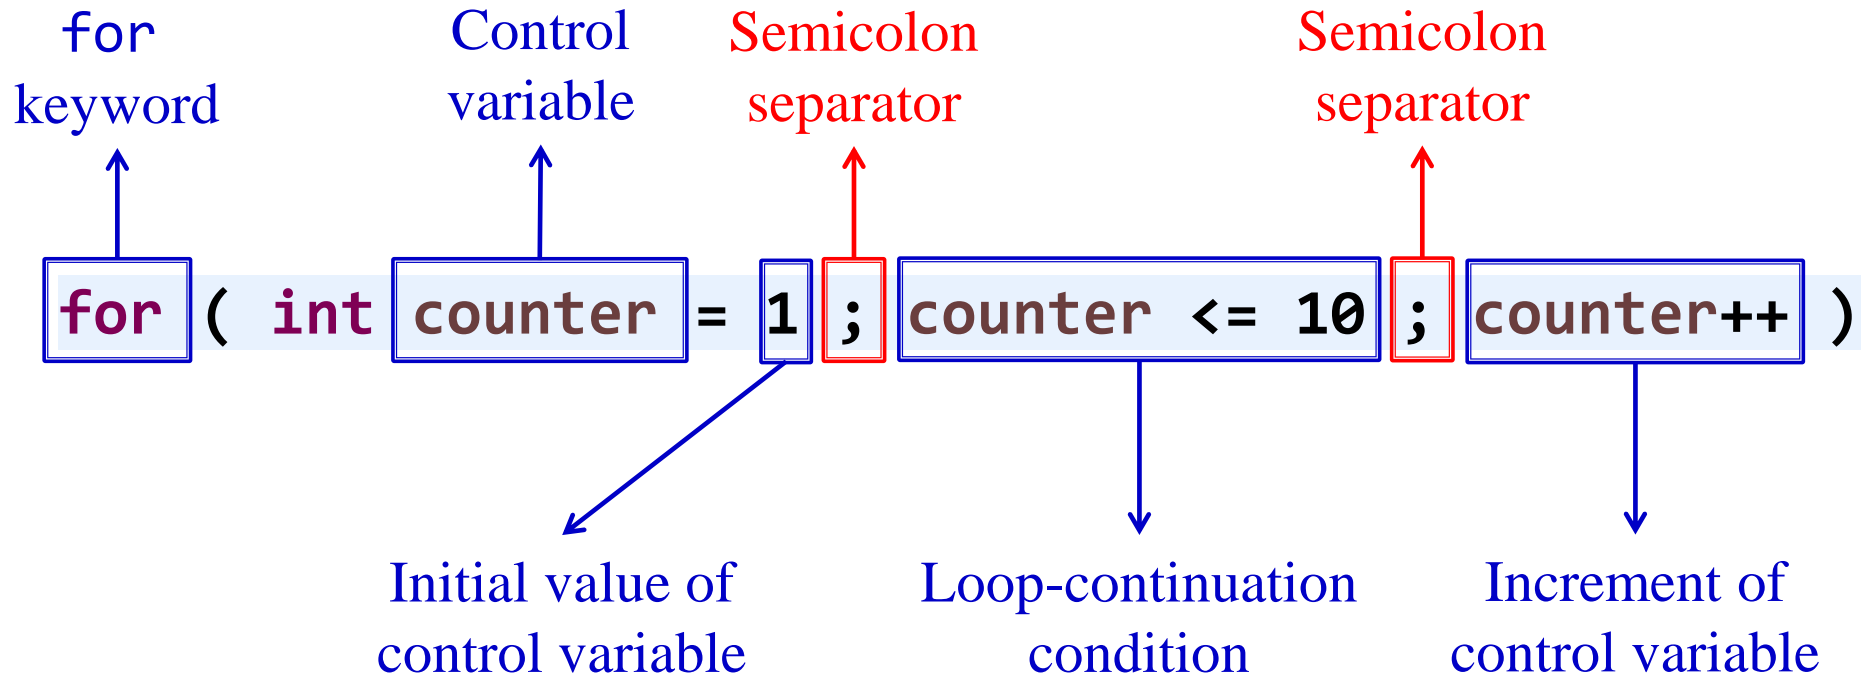 for
keyword
Control
variable
Semicolon
separator
Semicolon
separator
for ( int counter = 1 ; counter <= 10 ; counter++ )
Initial value of
control variable
Loop-continuation
condition
Increment of
control variable